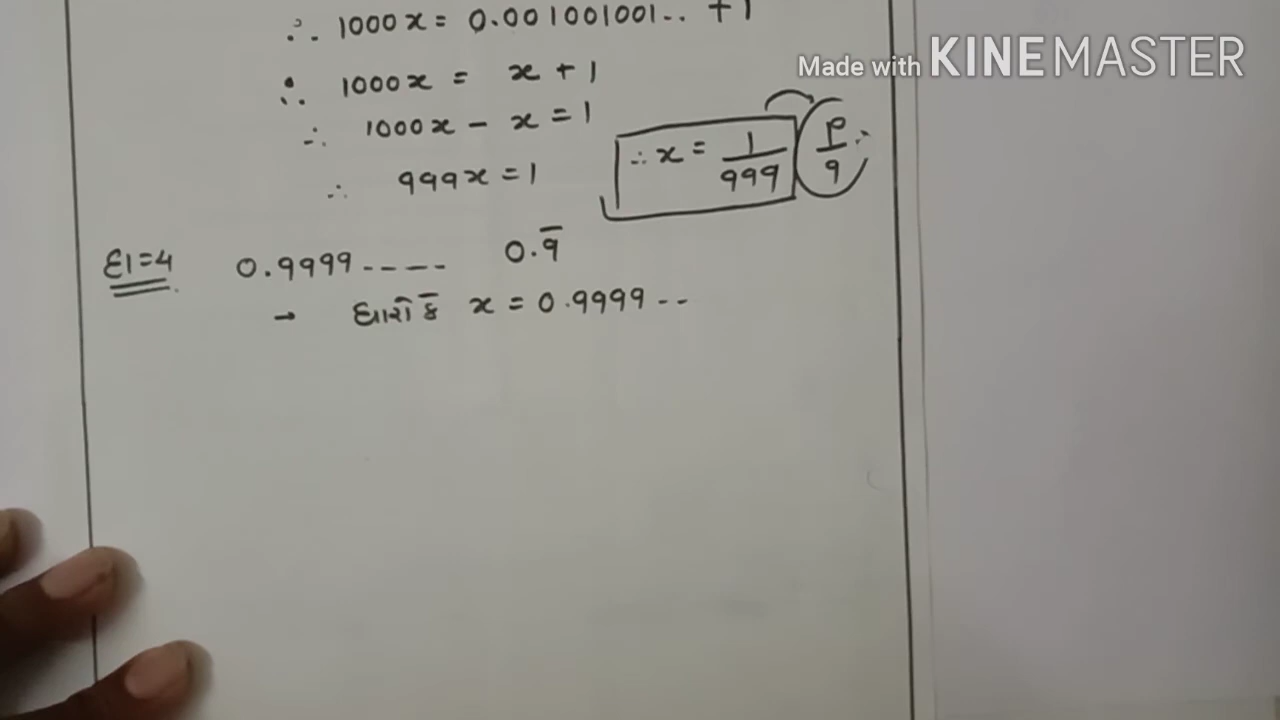 ∴ 1000x = 0.001001001.. + 1
Made with KINEMASTER
∴ 1000x = x + 1
∴ 1000x - x = 1
∴ 999x = 1
∴ x = 1/999 p/q
દા=4 0.9999----- 0.9̅
→ ધારો કે x = 0.9999--